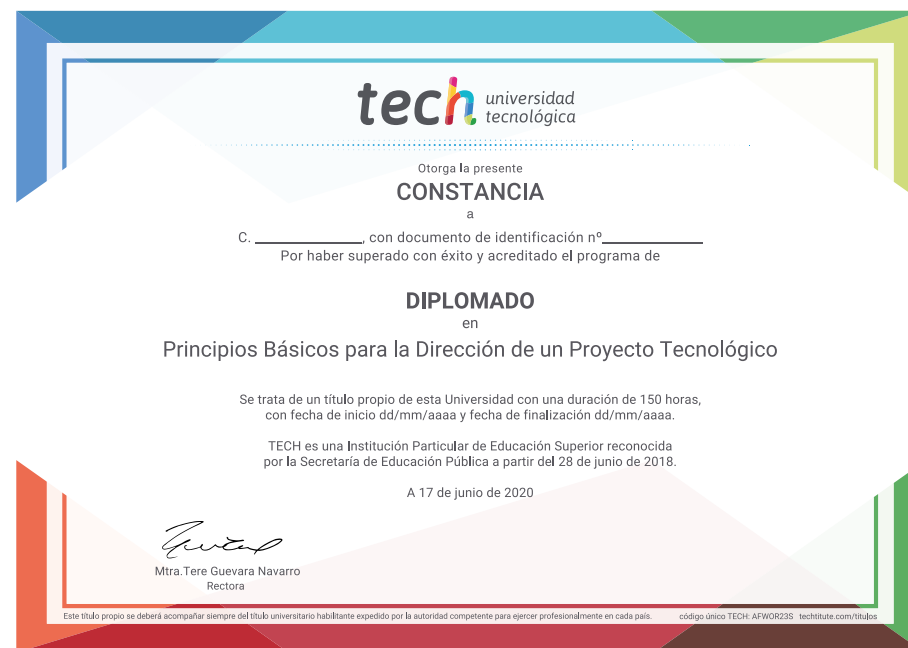 tech universidad
tecnológica
Otorga la presente
CONSTANCIA
a
C. ____________, con documento de identificación nº____________
Por haber superado con éxito y acreditado el programa de
DIPLOMADO
en
Principios Básicos para la Dirección de un Proyecto Tecnológico
Se trata de un título propio de esta Universidad con una duración de 150 horas,
con fecha de inicio dd/mm/aaaa y fecha de finalización dd/mm/aaaa.
TECH es una Institución Particular de Educación Superior reconocida
por la Secretaría de Educación Pública a partir del 28 de junio de 2018.
A 17 de junio de 2020
Mtra.Tere Guevara Navarro
Rectora
Este título propio se deberá acompañar siempre del título universitario habilitante expedido por la autoridad competente para ejercer profesionalmente en cada país. código único TECH: AFWOR23S techtitute.com/titulos